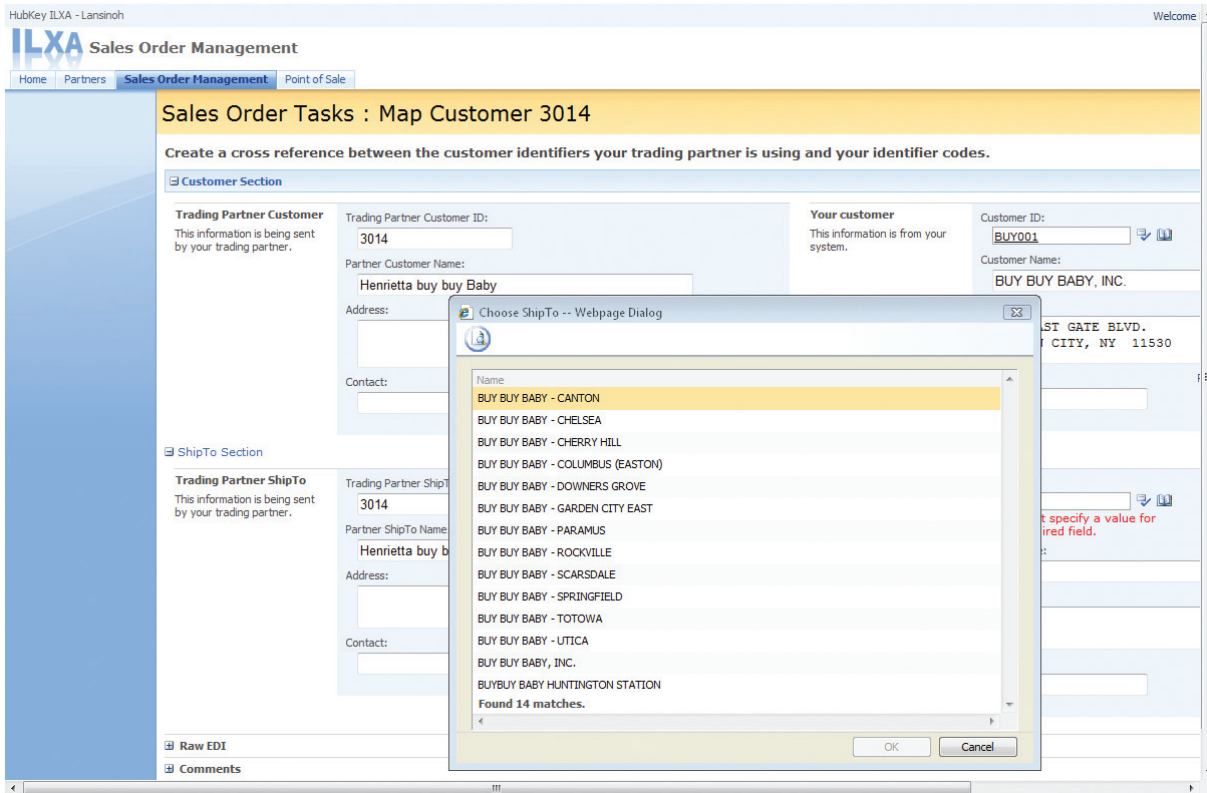 HubKey ILXA - Lansinoh
Welcome
ILXA Sales Order Management
Home Partners Sales Order Management Point of Sale
Sales Order Tasks : Map Customer 3014
Create a cross reference between the customer identifiers your trading partner is using and your identifier codes.
Customer Section
Trading Partner Customer
This information is being sent
by your trading partner.
Trading Partner Customer ID:
3014
Partner Customer Name:
Henrietta buy buy Baby
Address:
Contact:
Your customer
This information is from your
system.
Customer ID:
BUY001
Customer Name:
BUY BUY BABY, INC.
AST GATE BLVD.
CITY, NY 11530
ShipTo Section
Trading Partner ShipTo
This information is being sent
by your trading partner.
Trading Partner ShipT
3014
Partner ShipTo Name
Henrietta buy b
Address:
Contact:
t specify a value for
ired field.
Raw EDI
Comments
Choose ShipTo -- Webpage Dialog
Name
BUY BUY BABY - CANTON
BUY BUY BABY - CHELSEA
BUY BUY BABY - CHERRY HILL
BUY BUY BABY - COLUMBUS (EASTON)
BUY BUY BABY - DOWNERS GROVE
BUY BUY BABY - GARDEN CITY EAST
BUY BUY BABY - PARAMUS
BUY BUY BABY - ROCKVILLE
BUY BUY BABY - SCARSDALE
BUY BUY BABY - SPRINGFIELD
BUY BUY BABY - TOTOWA
BUY BUY BABY - UTICA
BUY BUY BABY, INC.
BUYBUY BABY HUNTINGTON STATION
Found 14 matches.
OK Cancel